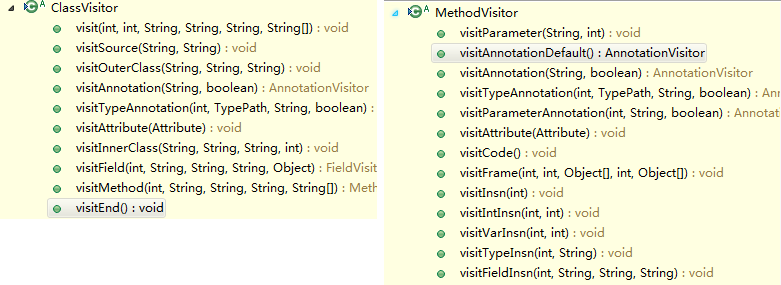 ClassVisitor
visit(int, int, String, String, String, String[]) : void
visitSource(String, String) : void
visitOuterClass(String, String, String) : void
visitAnnotation(String, boolean) : AnnotationVisitor
visitTypeAnnotation(int, TypePath, String, boolean) :
visitAttribute(Attribute) : void
visitInnerClass(String, String, String, int) : void
visitField(int, String, String, String, Object) : FieldVisit
visitMethod(int, String, String, String, String[]) : Meth
visitEnd() : void
MethodVisitor
visitParameter(String, int) : void
visitAnnotationDefault() : AnnotationVisitor
visitAnnotation(String, boolean) : AnnotationVisitor
visitTypeAnnotation(int, TypePath, String, boolean) : Ann
visitParameterAnnotation(int, String, boolean) : Annotat
visitAttribute(Attribute) : void
visitCode() : void
visitFrame(int, int, Object[], int, Object[]) : void
visitInsn(int) : void
visitIntInsn(int, int) : void
visitVarInsn(int, int) : void
visitTypeInsn(int, String) : void
visitFieldInsn(int, String, String, String) : void